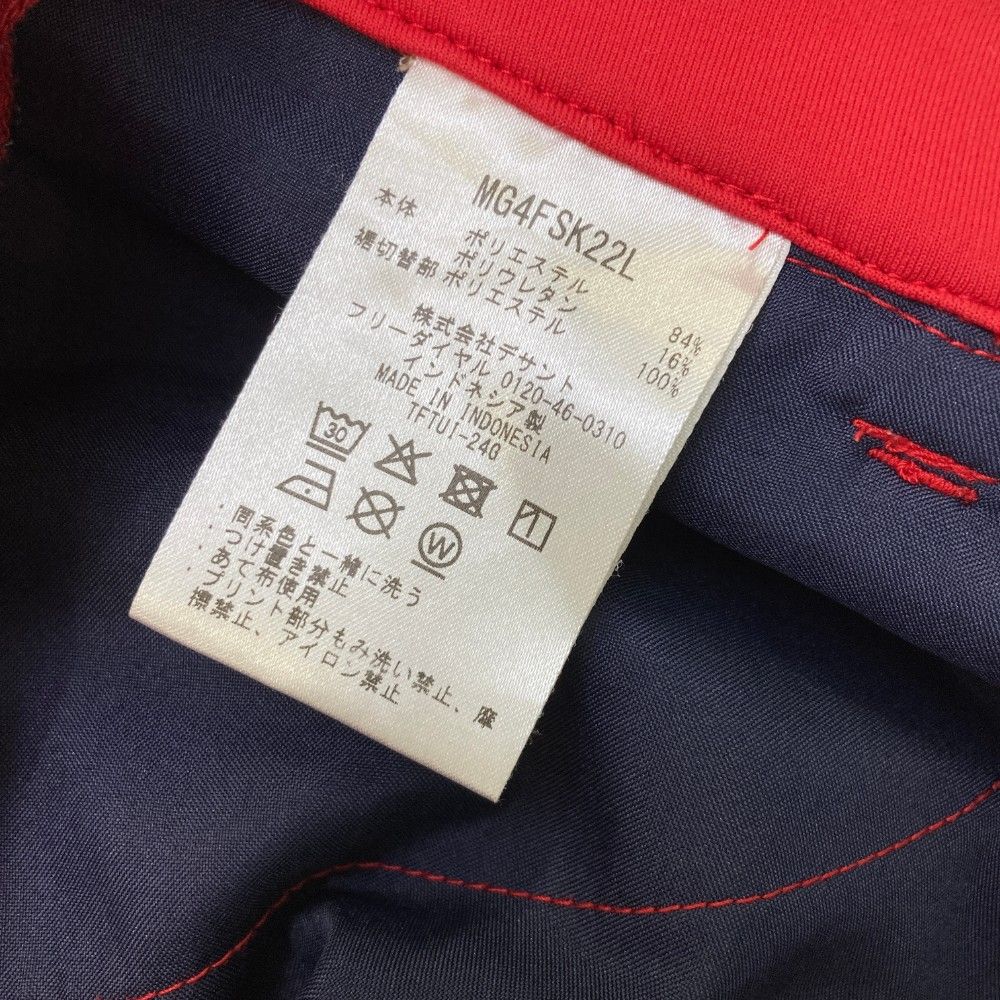 MG4FSK22L
本体 ポリエステル 84%
ポリウレタン 16%
裾切替部 ポリエステル 100%
株式会社デサント
フリーダイヤル 0120-46-0310
インドネシア製
MADE IN INDONESIA
TFTUI-24G
30
W
・同系色と一緒に洗う
・つけ置き禁止
・あて布使用
・プリント部分もみ洗い禁止、摩
擦禁止、アイロン禁止